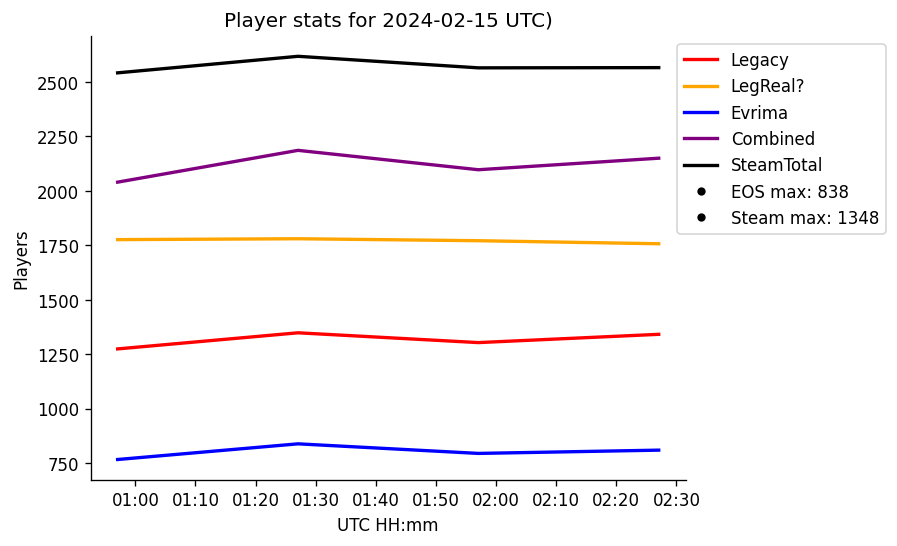 Player stats for 2024-02-15 UTC)
Legacy
LegReal?
Evrima
Combined
SteamTotal
EOS max: 838
Steam max: 1348
Players
2500
2250
2000
1750
1500
1250
1000
750
01:00 01:10 01:20 01:30 01:40 01:50 02:00 02:10 02:20 02:30
UTC HH:mm